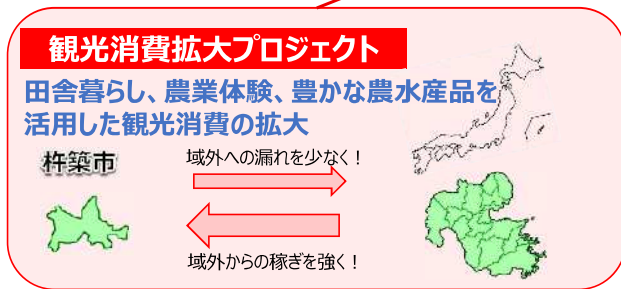 観光消費拡大プロジェクト
田舎暮らし、農業体験、豊かな農水産品を
活用した観光消費の拡大
杵築市
域外への漏れを少なく！
域外からの稼ぎを強く！